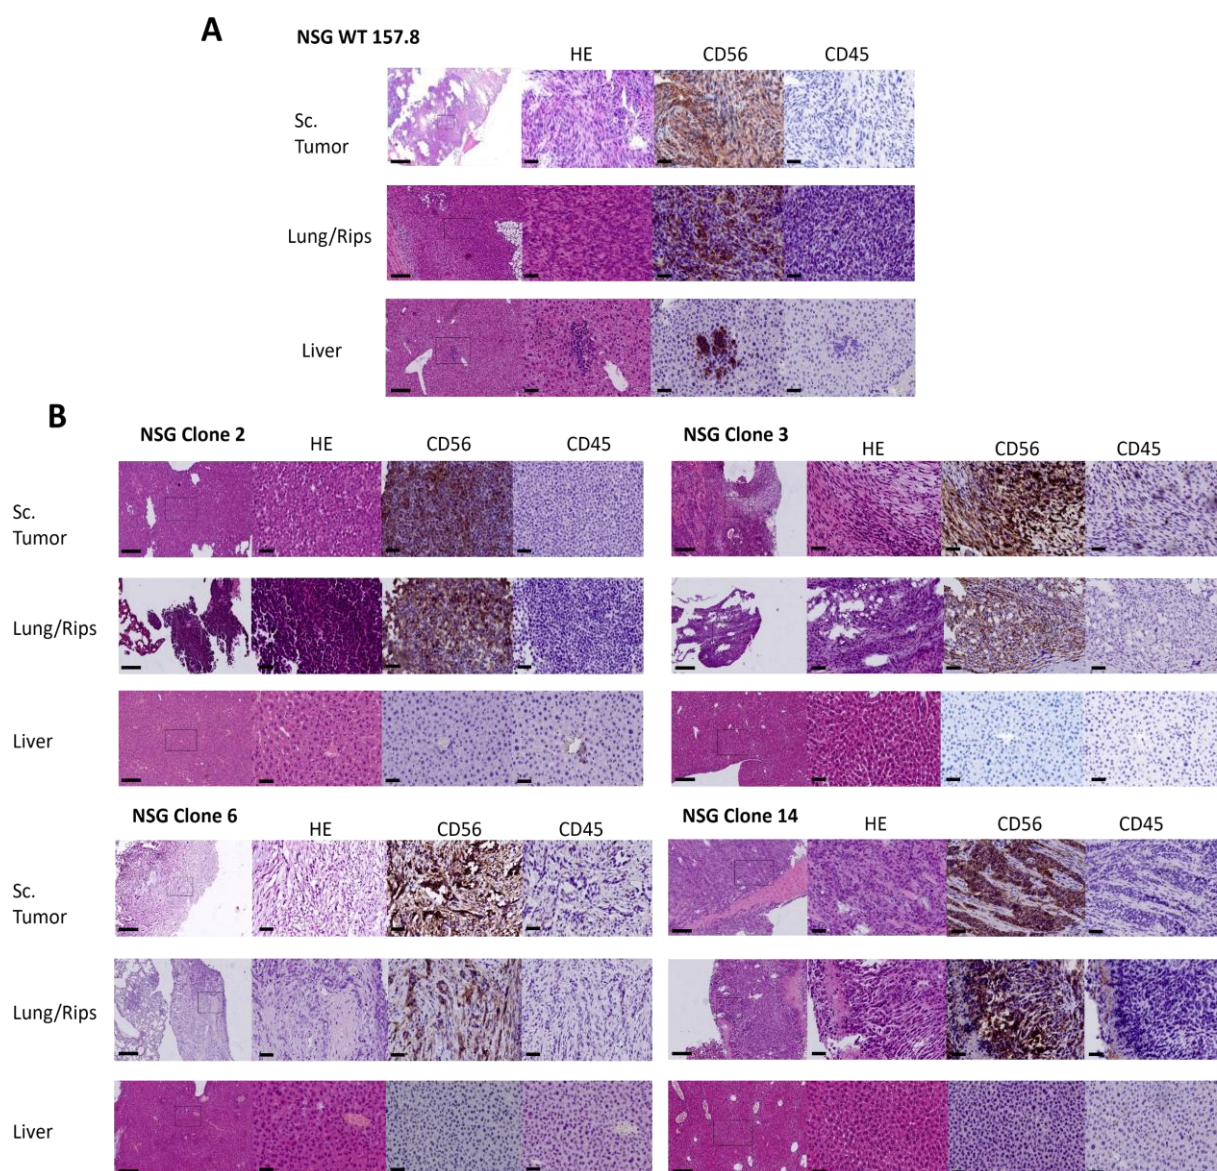 A
NSG WT 157.8
HE CD56 CD45
Sc.
Tumor
Lung/Rips
Liver
B
NSG Clone 2 HE CD56 CD45
Sc.
Tumor
Lung/Rips
Liver
NSG Clone 3 HE CD56 CD45
NSG Clone 6 HE CD56 CD45
Sc.
Tumor
Lung/Rips
Liver
NSG Clone 14 HE CD56 CD45